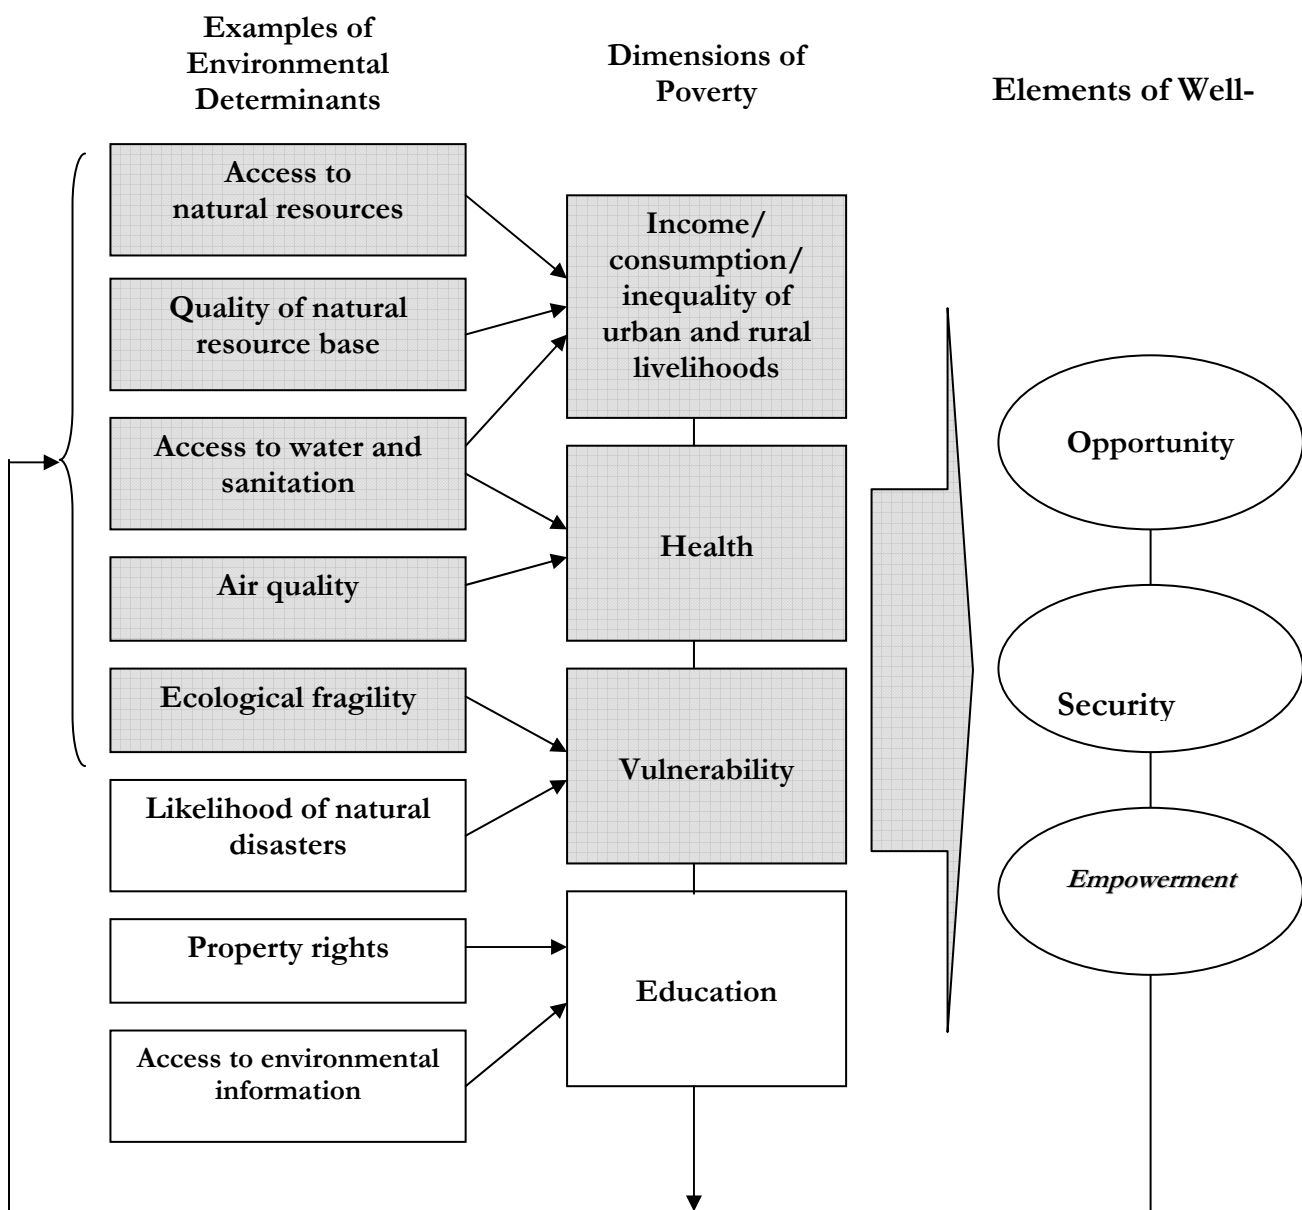 Examples of
Environmental
Determinants
Dimensions of
Poverty
Elements of Well-
Access to
natural resources
Quality of natural
resource base
Access to water and
sanitation
Air quality
Ecological fragility
Likelihood of natural
disasters
Property rights
Access to environmental
information
Income/
consumption/
inequality of
urban and rural
livelihoods
Health
Vulnerability
Education
Opportunity
Security
Empowerment